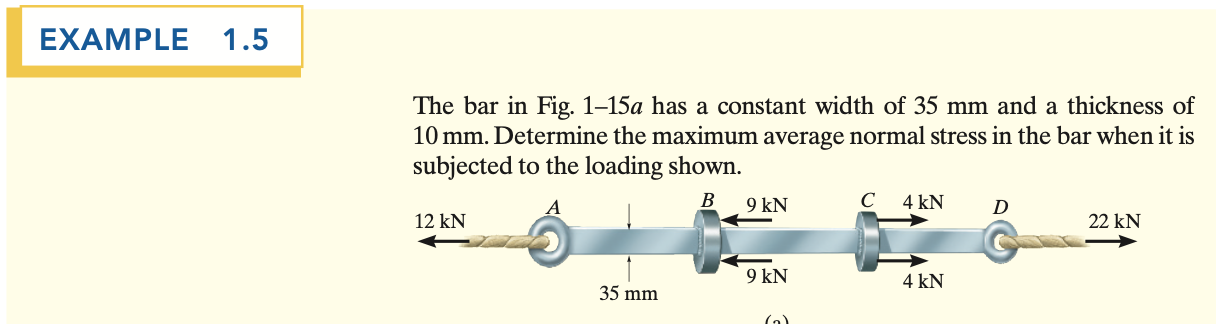 EXAMPLE 1.5
The bar in Fig. 1–15a has a constant width of 35 mm and a thickness of
10 mm. Determine the maximum average normal stress in the bar when it is
subjected to the loading shown.
12 kN
A
B
9 kN
C
4 kN
D
22 kN
9 kN
4 kN
35 mm
(a)